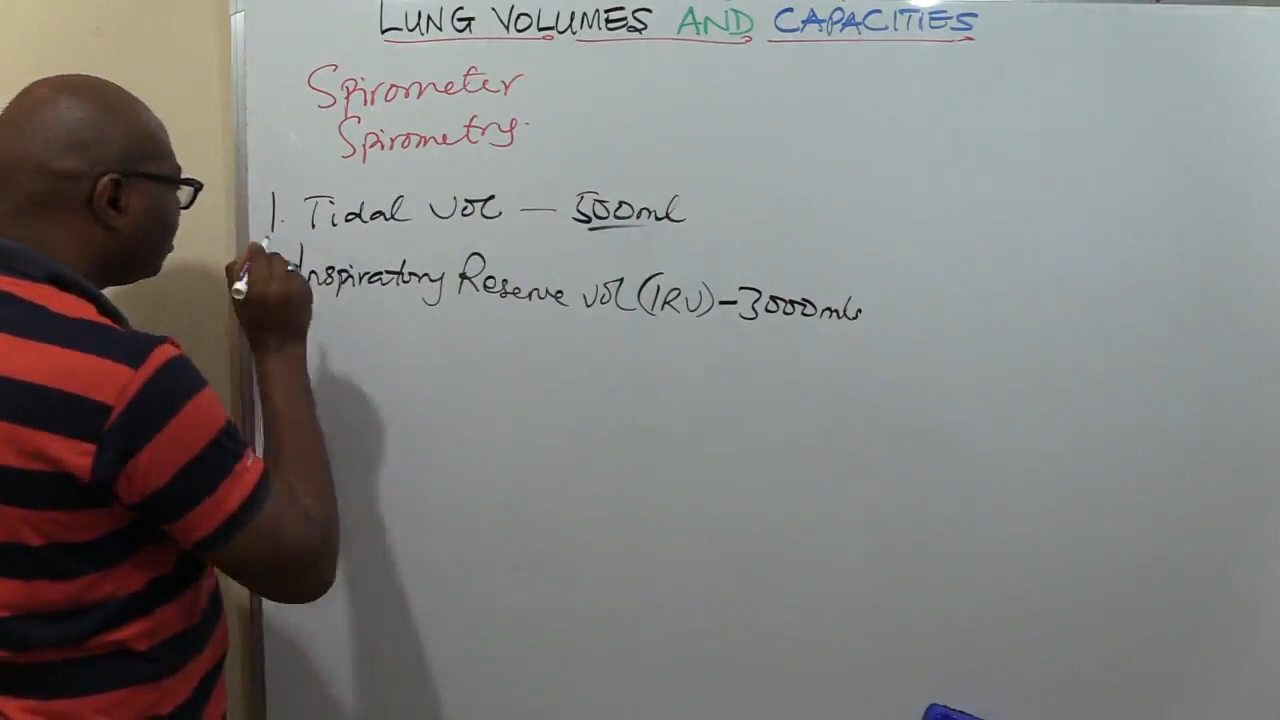 LUNG VOLUMES AND CAPACITIES
Spirometer
Spirometry.
1. Tidal Vol – 500ml
Inspiratory Reserve Vol (IRV) – 3000mls